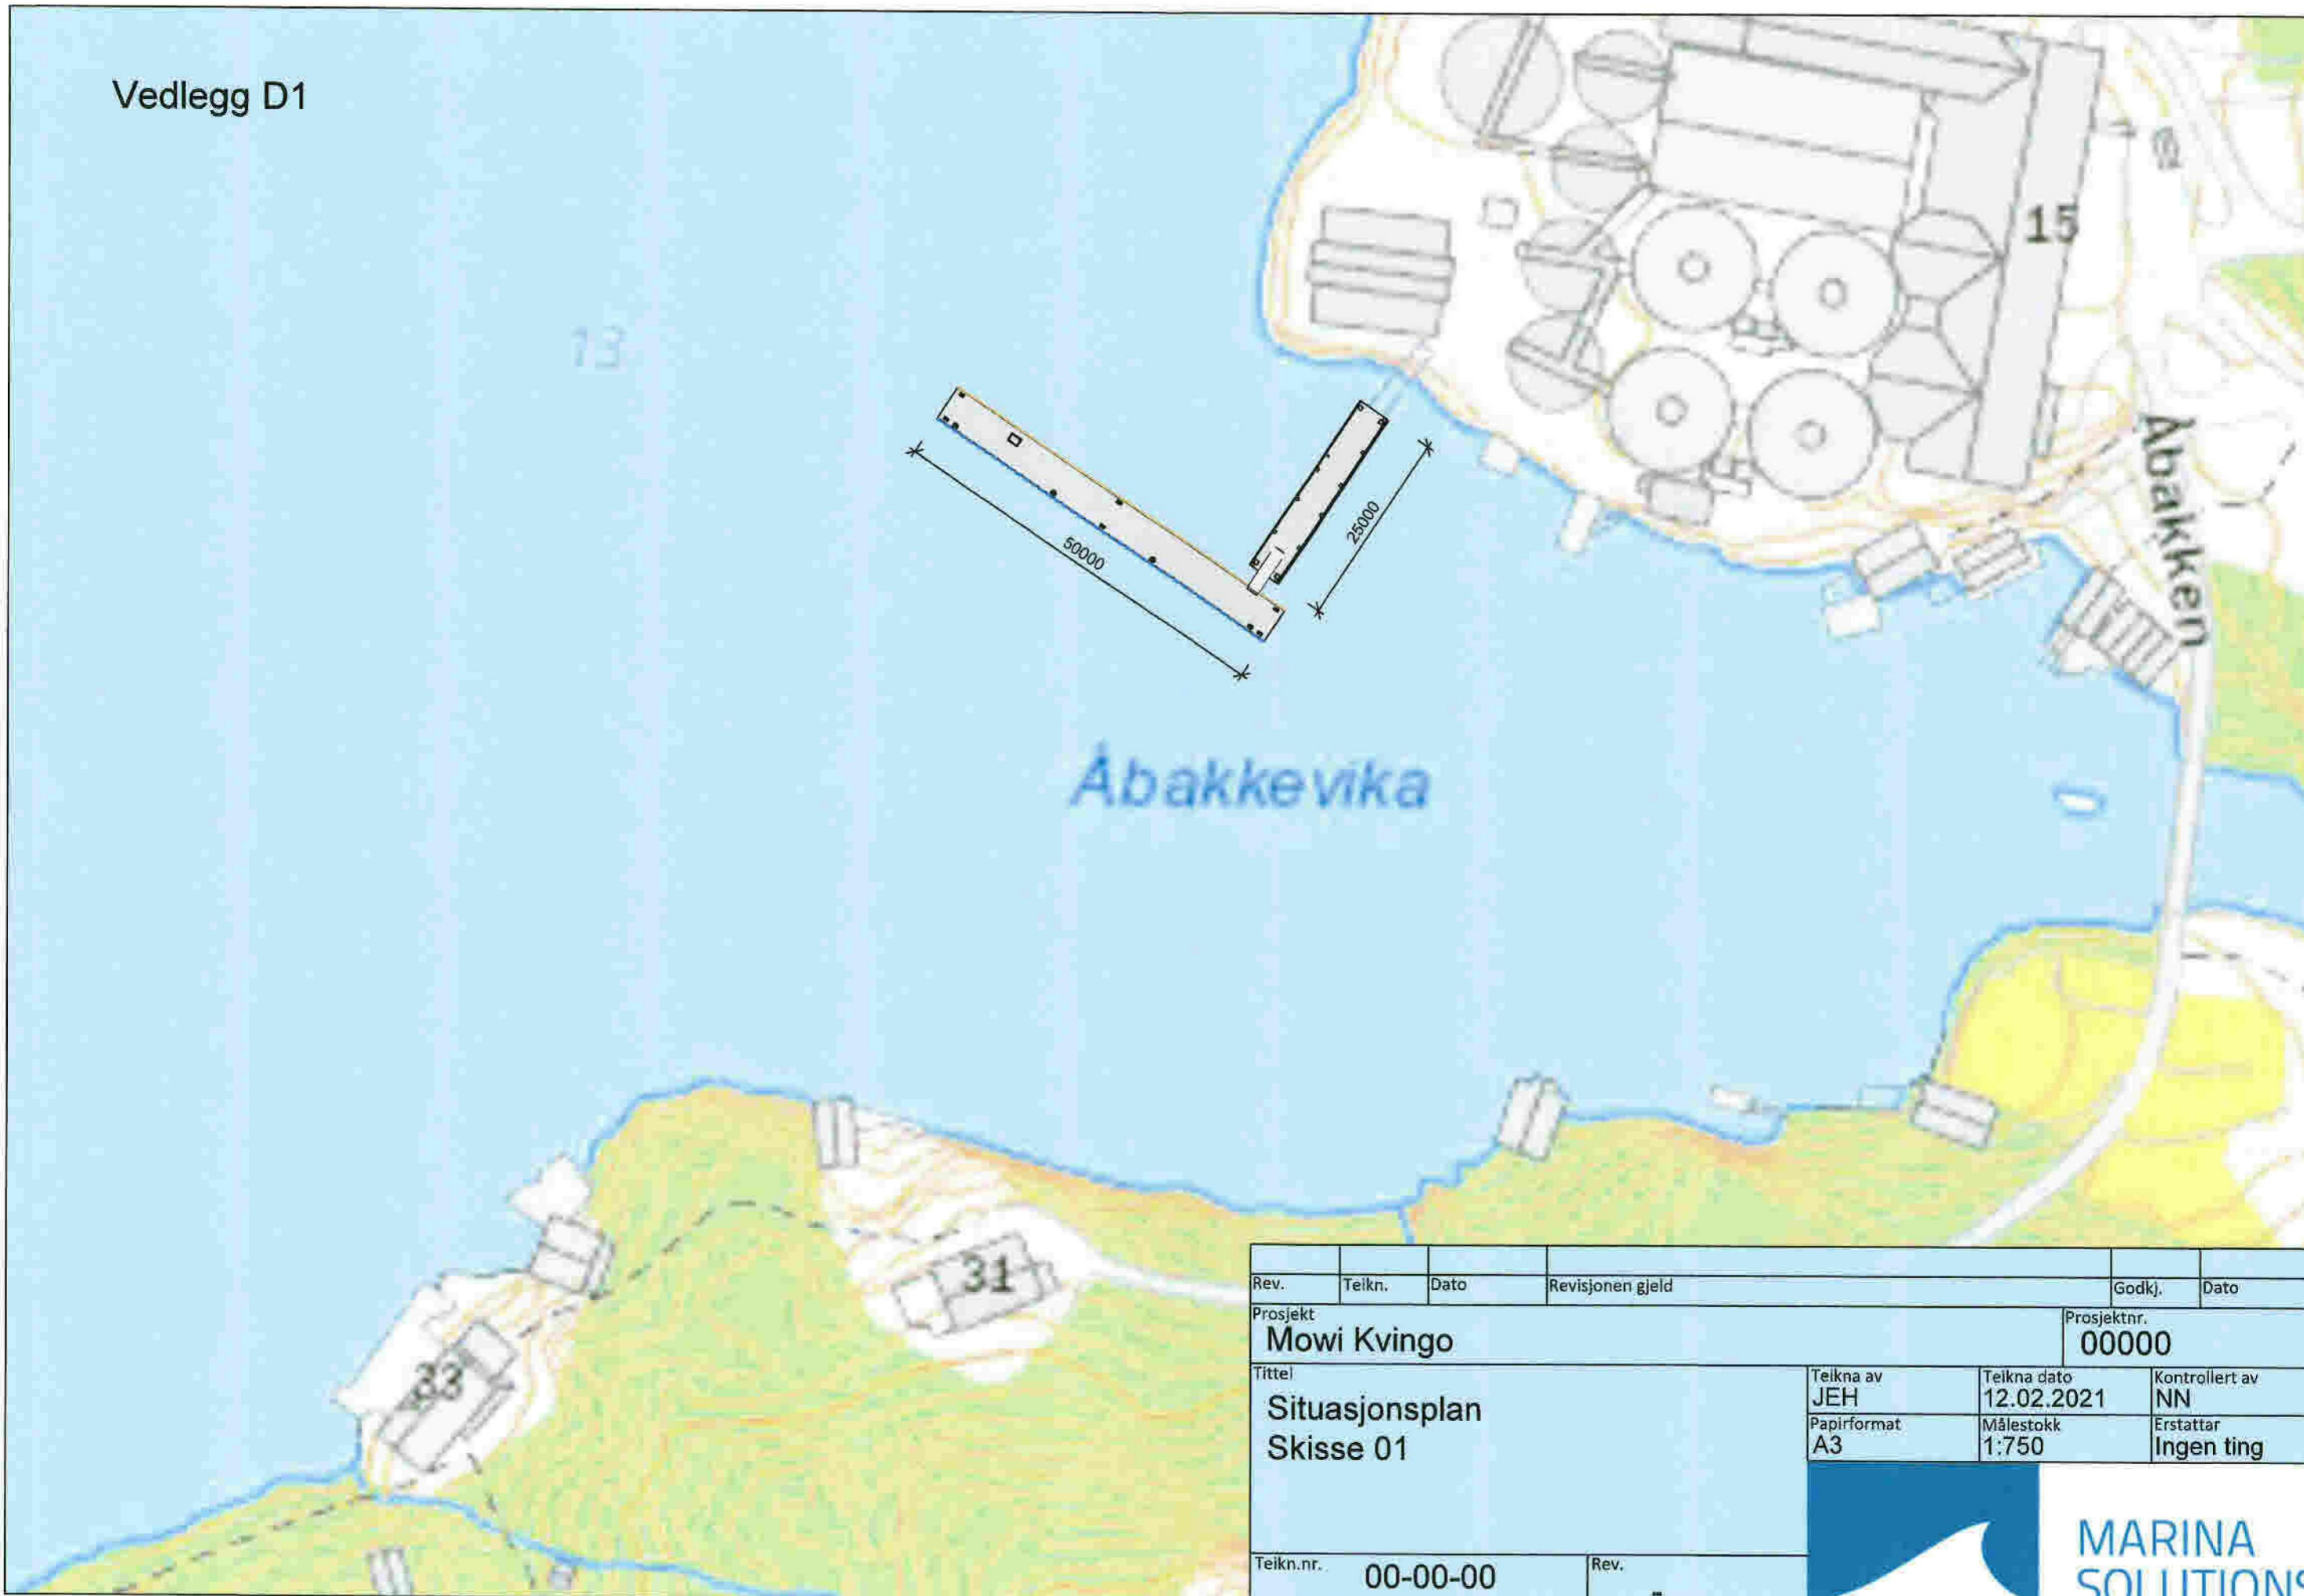 Vedlegg D1
13
15
Åbakken
50000
25000
Åbakkevika
31
33
Rev. Teikn. Dato Revisjonen gjeld Godkj. Dato
Prosjekt Prosjektnr.
Mowi Kvingo 00000
Tittel Teikna av Teikna dato Kontrollert av
JEH 12.02.2021 NN
Situasjonsplan
Papirformat Målestokk Erstattar
Skisse 01 A3 1:750 Ingen ting
Teikn.nr. Rev.
00-00-00
MARINA
SOLUTIONS